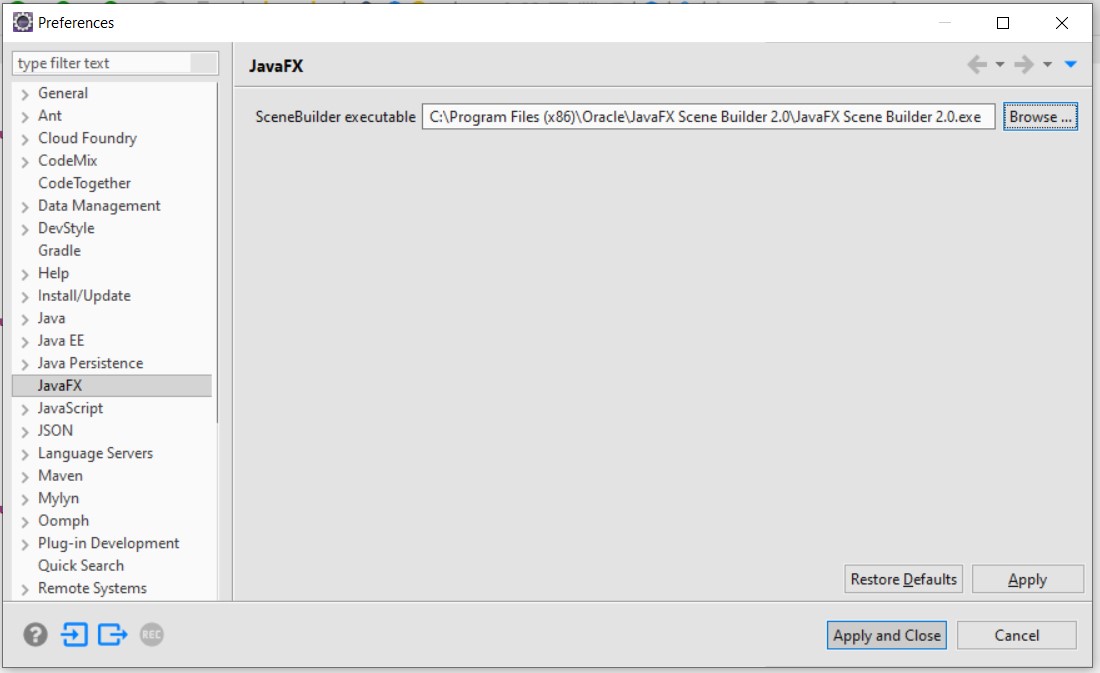 Preferences
type filter text
JavaFX
General
Ant
Cloud Foundry
CodeMix
CodeTogether
Data Management
DevStyle
Gradle
Help
Install/Update
Java
Java EE
Java Persistence
JavaFX
JavaScript
JSON
Language Servers
Maven
Mylyn
Oomph
Plug-in Development
Quick Search
Remote Systems
SceneBuilder executable C:\Program Files (x86)\Oracle\JavaFX Scene Builder 2.0\JavaFX Scene Builder 2.0.exe Browse ...
Restore Defaults Apply
? REC
Apply and Close Cancel